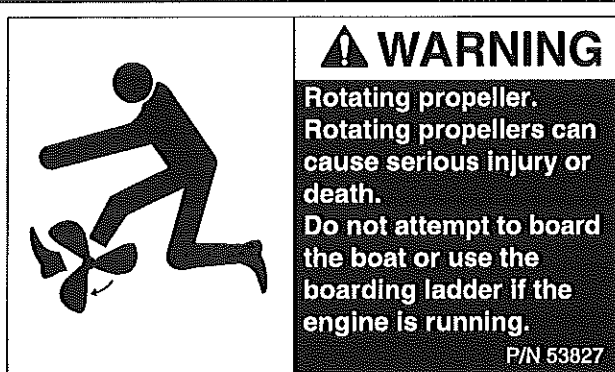 WARNING
Rotating propeller.
Rotating propellers can
cause serious injury or
death.
Do not attempt to board
the boat or use the
boarding ladder if the
engine is running.
P/N 53827